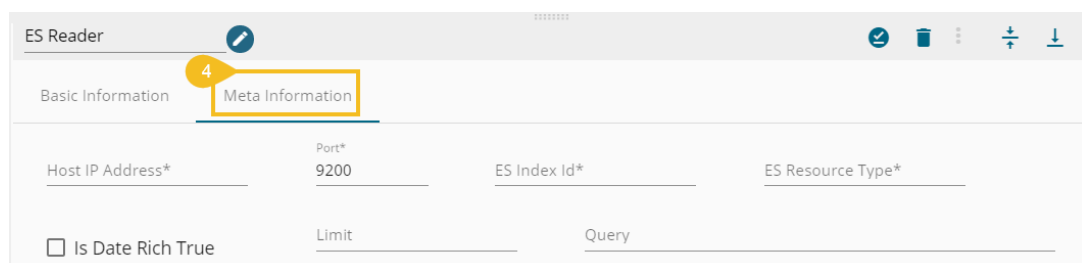 ES Reader
4
Basic Information Meta Information
Host IP Address* Port* 9200 ES Index Id* ES Resource Type*
Is Date Rich True Limit Query